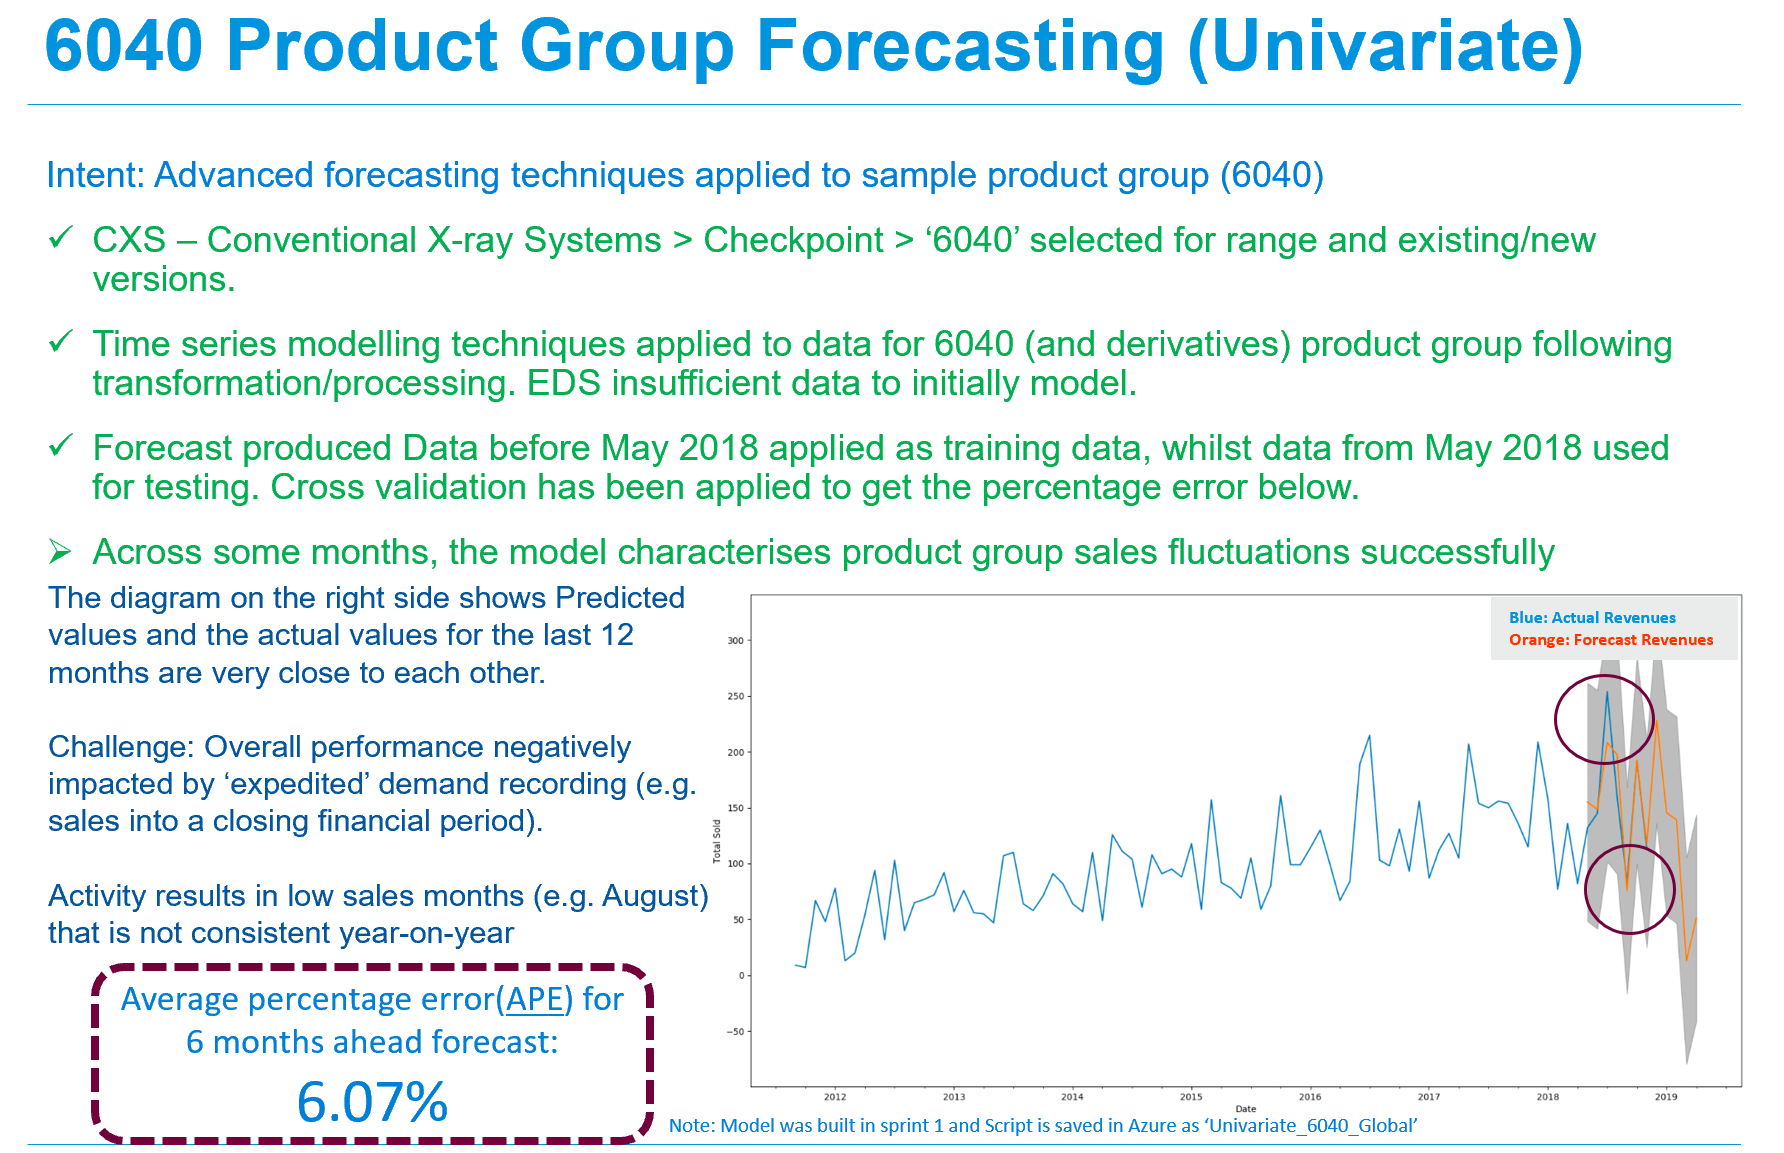 6040 Product Group Forecasting (Univariate)
Intent: Advanced forecasting techniques applied to sample product group (6040)
✓ CXS – Conventional X-ray Systems > Checkpoint > ‘6040’ selected for range and existing/new
versions.
✓ Time series modelling techniques applied to data for 6040 (and derivatives) product group following
transformation/processing. EDS insufficient data to initially model.
✓ Forecast produced Data before May 2018 applied as training data, whilst data from May 2018 used
for testing. Cross validation has been applied to get the percentage error below.
➢ Across some months, the model characterises product group sales fluctuations successfully
The diagram on the right side shows Predicted
values and the actual values for the last 12
months are very close to each other.
Challenge: Overall performance negatively
impacted by ‘expedited’ demand recording (e.g.
sales into a closing financial period).
Activity results in low sales months (e.g. August)
that is not consistent year-on-year
Average percentage error(APE) for
6 months ahead forecast:
6.07%
Blue: Actual Revenues
Orange: Forecast Revenues
300
250
200
150
100
50
0
−50
Total Sold
2012 2013 2014 2015 2016 2017 2018 2019
Date
Note: Model was built in sprint 1 and Script is saved in Azure as ‘Univariate_6040_Global’